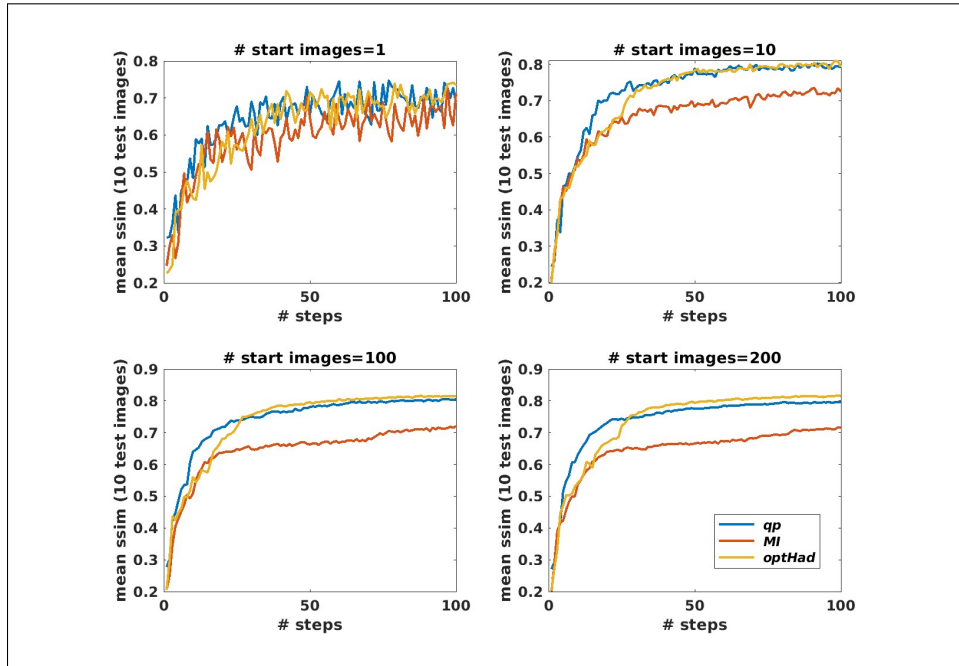 # start images=1
mean ssim (10 test images)
0.8
0.7
0.6
0.5
0.4
0.3
0.2
0
50
100
# steps
# start images=10
mean ssim (10 test images)
0.8
0.7
0.6
0.5
0.4
0.3
0.2
0
50
100
# steps
# start images=100
mean ssim (10 test images)
0.9
0.8
0.7
0.6
0.5
0.4
0.3
0.2
0
50
100
# steps
# start images=200
mean ssim (10 test images)
0.9
0.8
0.7
0.6
0.5
0.4
0.3
0.2
0
50
100
# steps
qp
MI
optHad